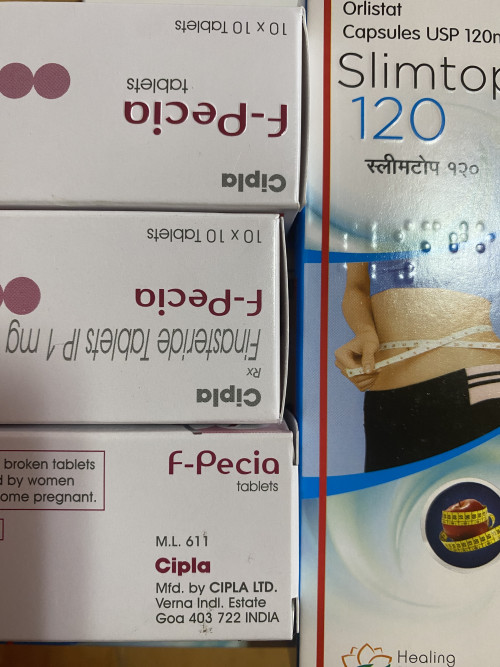 10 x 10 Tablets
f-Pecia
tablets
Cipla
10 x 10 Tablets
f-Pecia
Finasteride Tablets IP 1 mg
Rx
Cipla
broken tablets
by women
ome pregnant.
f-Pecia
tablets
M.L. 611
Cipla
Mfd. by CIPLA LTD.
Verna Indl. Estate
Goa 403 722 INDIA
Orlistat
Capsules USP 120m
Slimtop
120
स्लीमटोप १२०
Healing